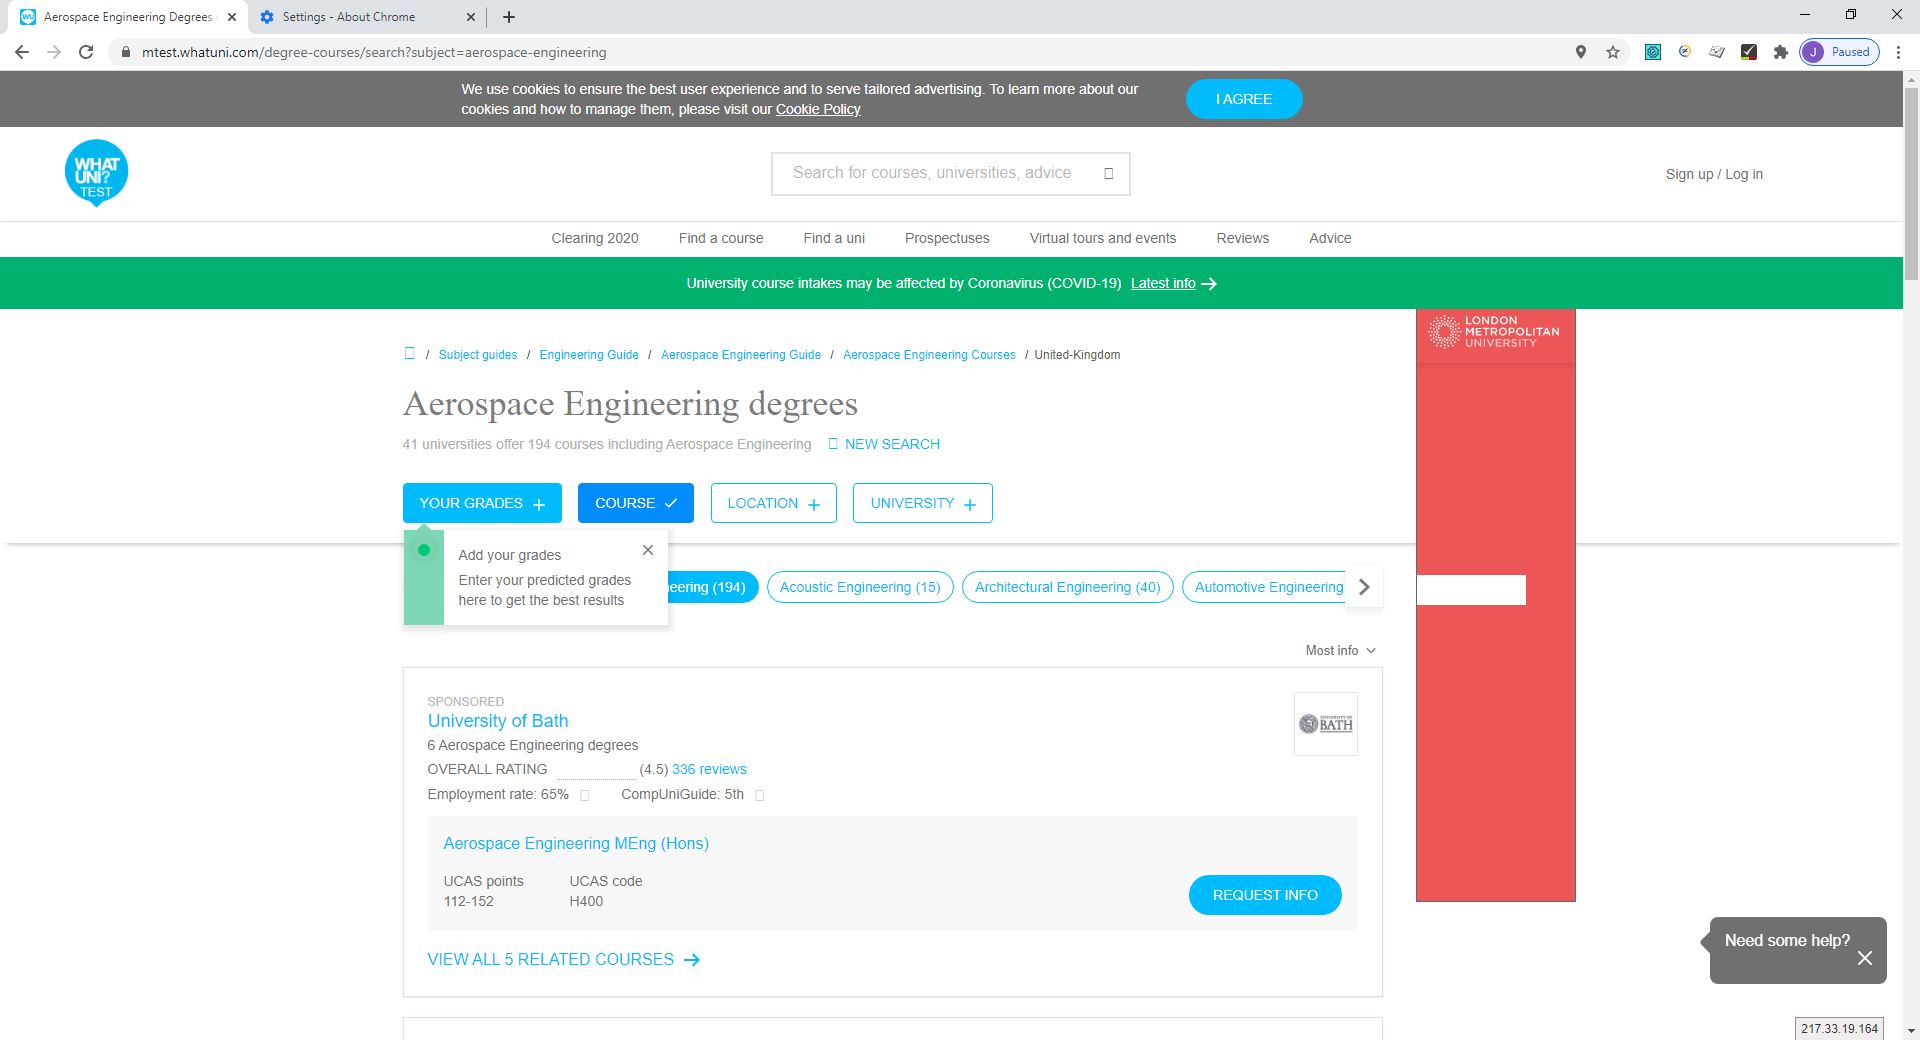 Aerospace Engineering Degrees
Settings - About Chrome
mtest.whatuni.com/degree-courses/search?subject=aerospace-engineering
J Paused
We use cookies to ensure the best user experience and to serve tailored advertising. To learn more about our
cookies and how to manage them, please visit our Cookie Policy
I AGREE
WHAT
UNI?
TEST
Search for courses, universities, advice
Sign up / Log in
Clearing 2020 Find a course Find a uni Prospectuses Virtual tours and events Reviews Advice
University course intakes may be affected by Coronavirus (COVID-19) Latest info
LONDON
METROPOLITAN
UNIVERSITY
/ Subject guides / Engineering Guide / Aerospace Engineering Guide / Aerospace Engineering Courses / United-Kingdom
Aerospace Engineering degrees
41 universities offer 194 courses including Aerospace Engineering NEW SEARCH
YOUR GRADES + COURSE LOCATION + UNIVERSITY +
Add your grades
Enter your predicted grades
here to get the best results
neering (194) Acoustic Engineering (15) Architectural Engineering (40) Automotive Engineering
Most info
SPONSORED
University of Bath
UNIVERSITY OF
BATH
6 Aerospace Engineering degrees
OVERALL RATING (4.5) 336 reviews
Employment rate: 65% CompUniGuide: 5th
Aerospace Engineering MEng (Hons)
UCAS points UCAS code
112-152 H400
REQUEST INFO
VIEW ALL 5 RELATED COURSES
Need some help?
217.33.19.164